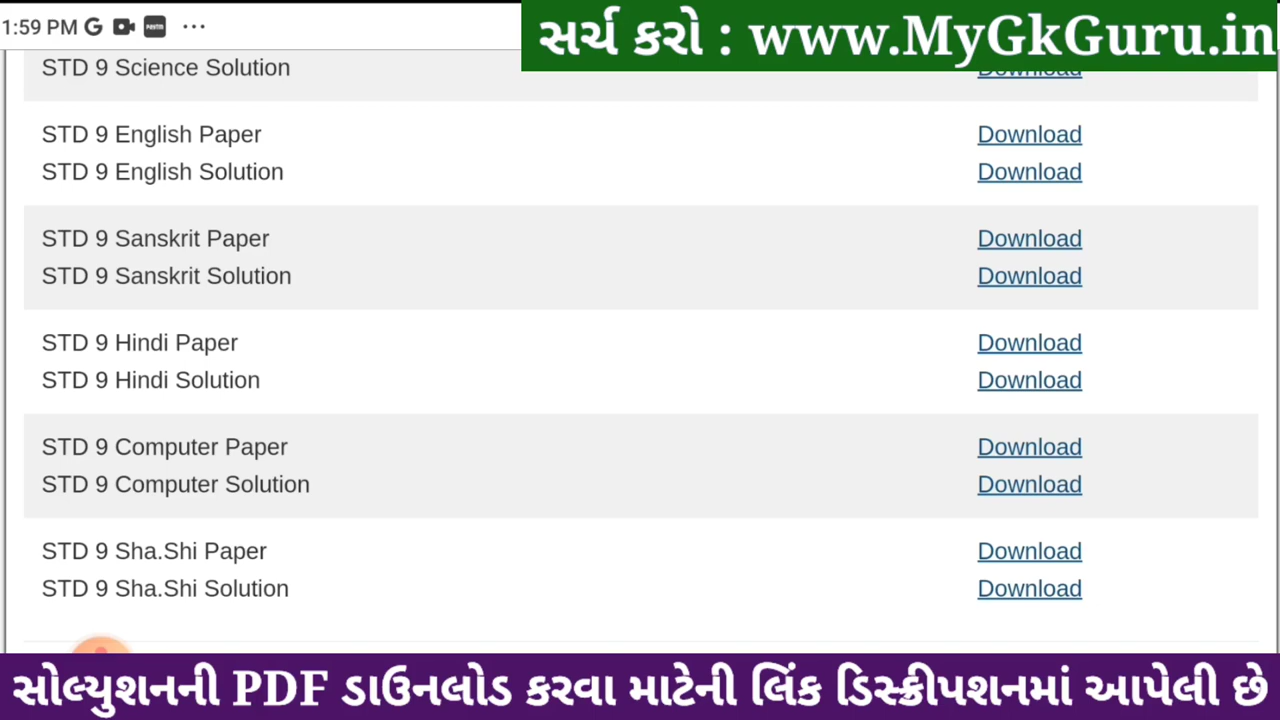 1:59 PM G Paytm ...
સર્ચ કરો : www.MyGkGuru.in
STD 9 Science Solution Download
STD 9 English Paper Download
STD 9 English Solution Download
STD 9 Sanskrit Paper Download
STD 9 Sanskrit Solution Download
STD 9 Hindi Paper Download
STD 9 Hindi Solution Download
STD 9 Computer Paper Download
STD 9 Computer Solution Download
STD 9 Sha.Shi Paper Download
STD 9 Sha.Shi Solution Download
સોલ્યુશનની PDF ડાઉનલોડ કરવા માટેની લિંક ડિસ્ક્રીપશનમાં આપેલી છે